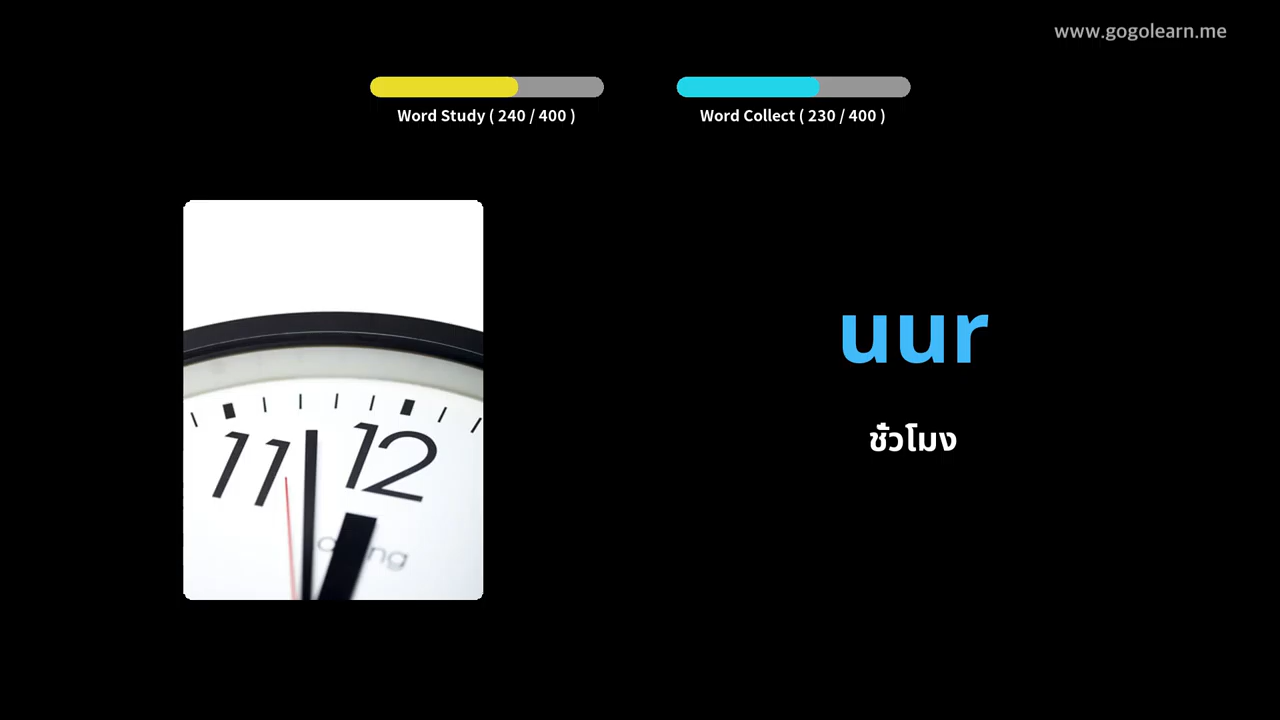 www.gogolearn.me
Word Study ( 240 / 400 )
Word Collect ( 230 / 400 )
11 12
uur
ชั่วโมง